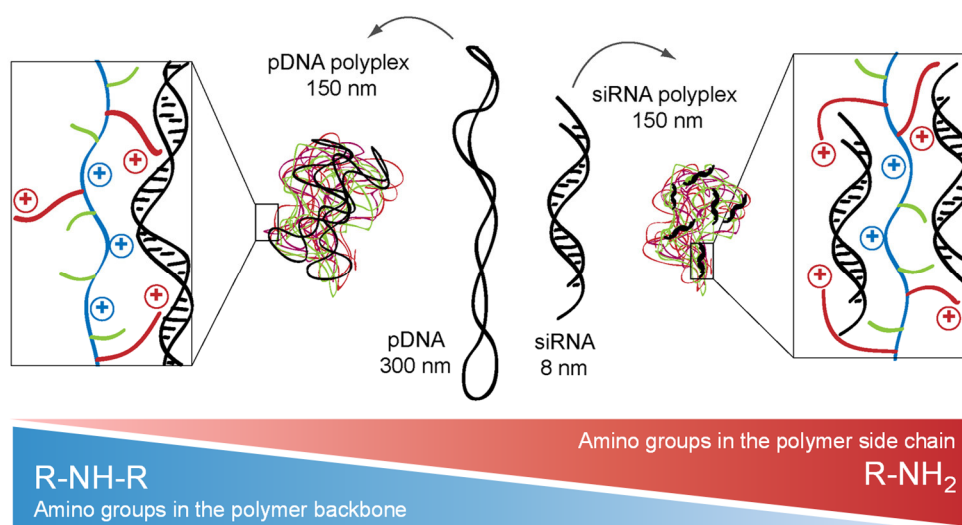 pDNA polyplex
150 nm
siRNA polyplex
150 nm
pDNA
300 nm
siRNA
8 nm
+
+
+
+
+
+
+
+
+
+
+
+
Amino groups in the polymer side chain
R-NH₂
R-NH-R
Amino groups in the polymer backbone